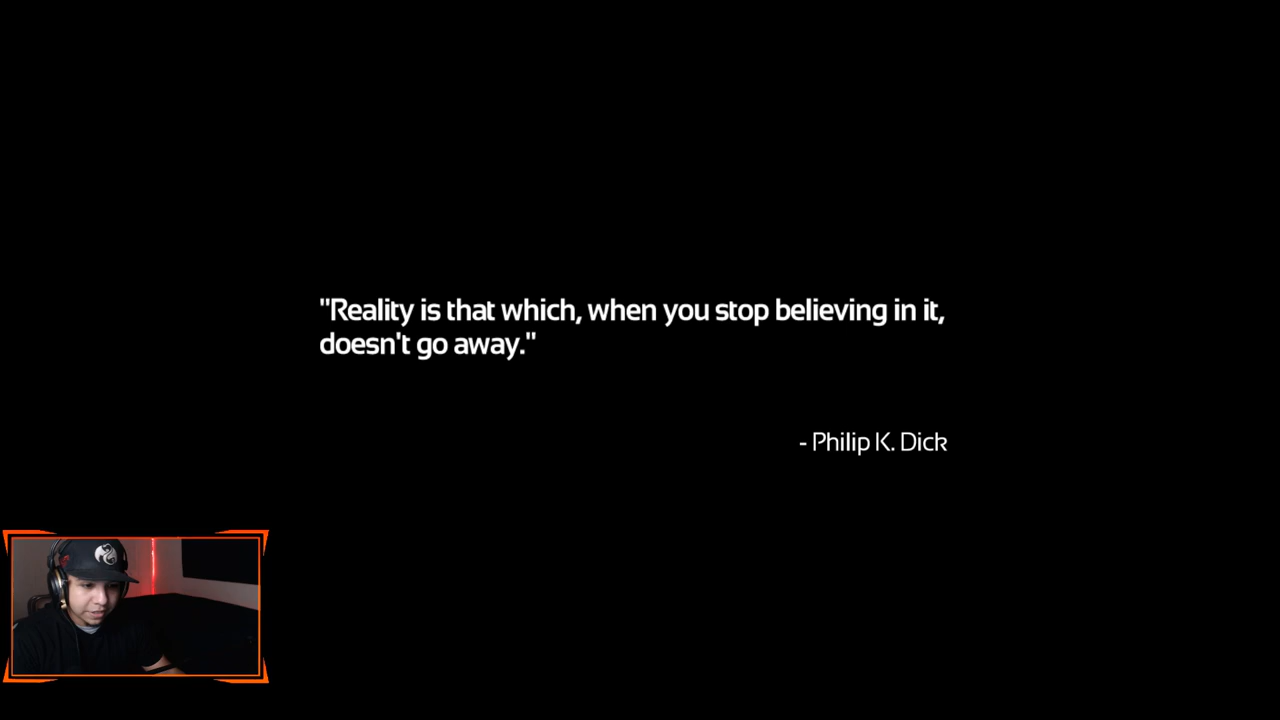 "Reality is that which, when you stop believing in it,
doesn't go away."
- Philip K. Dick